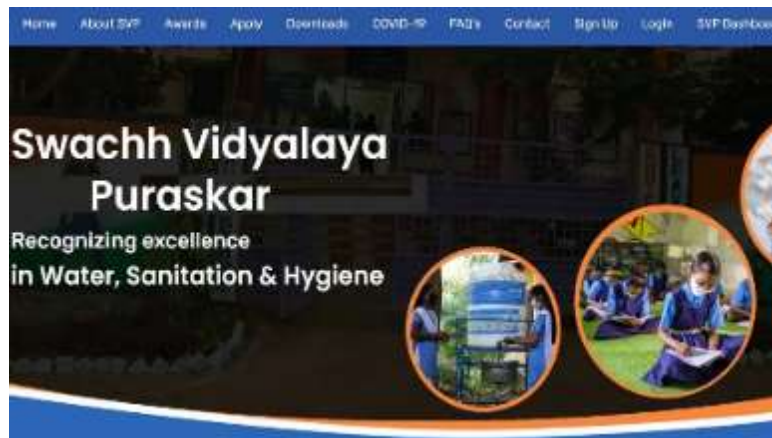 Home About SVP Awards Apply Downloads COVID-19 FAQ's Contact Sign Up Login SVP Dashboa
Swachh Vidyalaya
Puraskar
Recognizing excellence
in Water, Sanitation & Hygiene